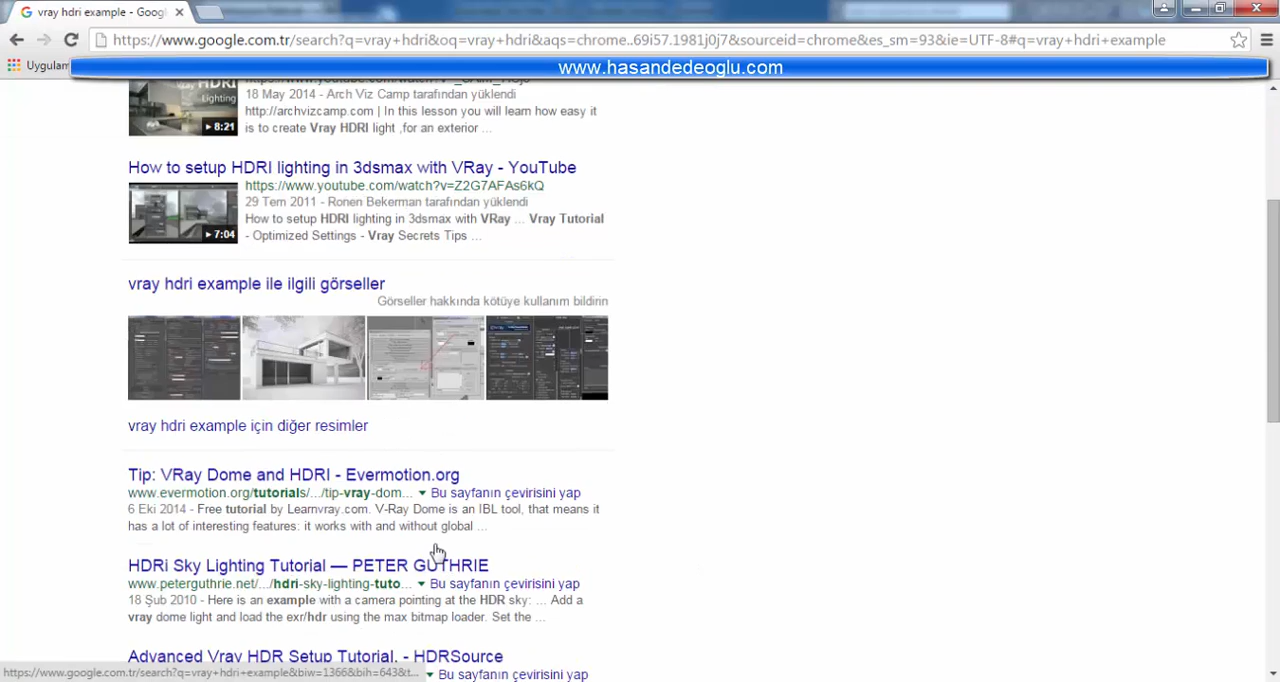 vray hdri example - Goog
https://www.google.com.tr/search?q=vray+hdri&oq=vray+hdri&aqs=chrome..69i57.1981j0j7&sourceid=chrome&es_sm=93&ie=UTF-8#q=vray+hdri+example
Uygulam
www.hasandedeoglu.com
HDRI
Lighting
8:21
18 May 2014 - Arch Viz Camp tarafından yüklendi
http://archvizcamp.com | In this lesson you will learn how easy it
is to create Vray HDRI light ,for an exterior ...
How to setup HDRI lighting in 3dsmax with VRay - YouTube
https://www.youtube.com/watch?v=Z2G7AFAs6kQ
29 Tem 2011 - Ronen Bekerman tarafından yüklendi
7:04
How to setup HDRI lighting in 3dsmax with VRay ... Vray Tutorial
- Optimized Settings - Vray Secrets Tips ...
vray hdri example ile ilgili görseller
Görseller hakkında kötüye kullanım bildirin
vray hdri example için diğer resimler
Tip: VRay Dome and HDRI - Evermotion.org
www.evermotion.org/tutorials/.../tip-vray-dom... Bu sayfanın çevirisini yap
6 Eki 2014 - Free tutorial by Learnvray.com. V-Ray Dome is an IBL tool, that means it
has a lot of interesting features: it works with and without global ...
HDRi Sky Lighting Tutorial — PETER GUTHRIE
www.peterguthrie.net/.../hdri-sky-lighting-tuto... Bu sayfanın çevirisini yap
18 Şub 2010 - Here is an example with a camera pointing at the HDR sky: ... Add a
vray dome light and load the exr/hdr using the max bitmap loader. Set the ...
Advanced Vray HDR Setup Tutorial. - HDRSource
Bu sayfanın çevirisini yap
https://www.google.com.tr/search?q=vray+hdri+example&biw=1366&bih=643&t...